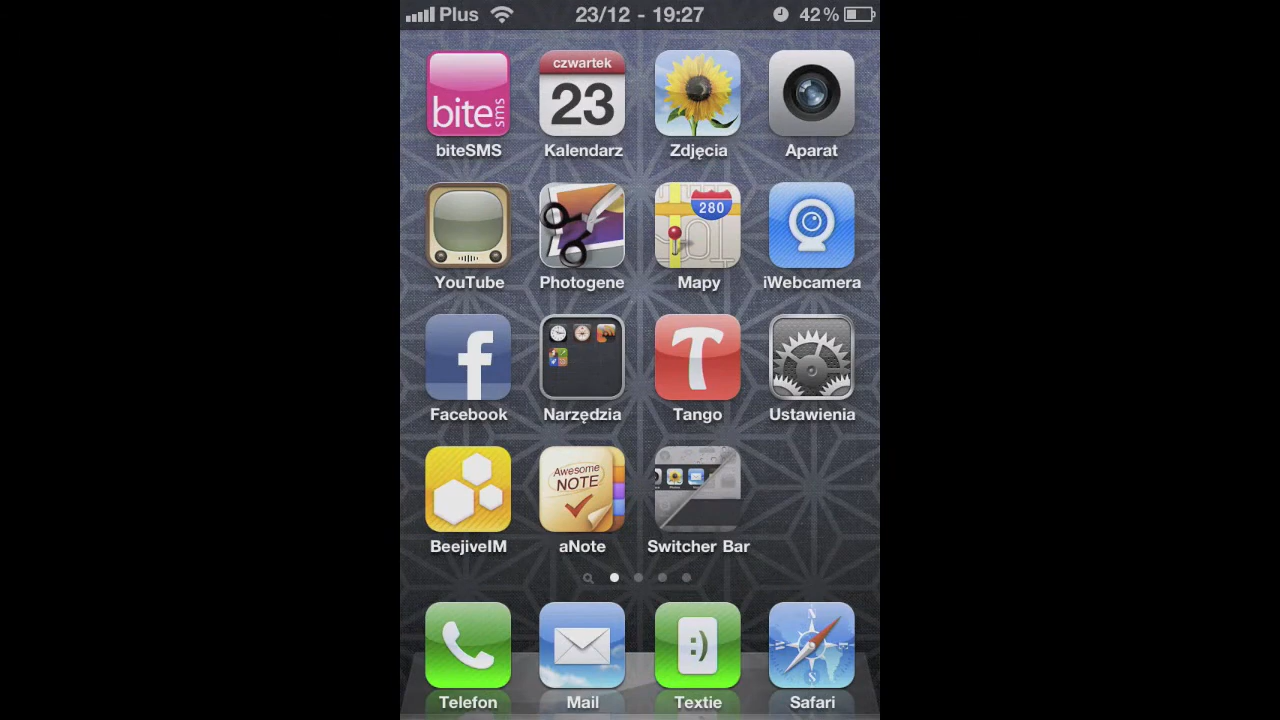 Plus 23/12 - 19:27 42%
bite sms
czwartek
23
biteSMS Kalendarz Zdjęcia Aparat
280
YouTube Photogene Mapy iWebcamera
f
T
Facebook Narzędzia Tango Ustawienia
Awesome
NOTE
BeejiveIM aNote Switcher Bar
:)
N
S
Telefon Mail Textie Safari